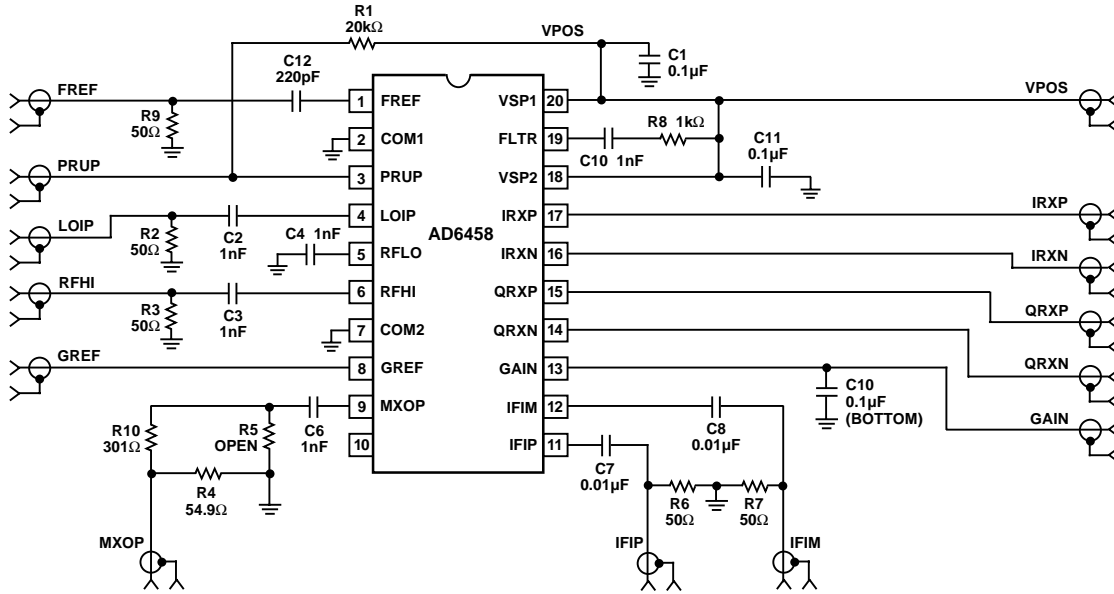 R1
20kΩ
VPOS
C12
220pF
C1
0.1µF
FREF
R9
50Ω
1
FREF
VSP1
20
VPOS
2
COM1
FLTR
19
R8 1kΩ
C10 1nF
C11
0.1µF
PRUP
3
PRUP
VSP2
18
LOIP
R2
50Ω
C2
1nF
4
LOIP
IRXP
17
IRXP
AD6458
C4 1nF
5
RFLO
IRXN
16
IRXN
RFHI
R3
50Ω
C3
1nF
6
RFHI
QRXP
15
QRXP
7
COM2
QRXN
14
QRXN
GREF
8
GREF
GAIN
13
C10
0.1µF
(BOTTOM)
GAIN
R10
301Ω
R5
OPEN
C6
1nF
9
MXOP
IFIM
12
C8
0.01µF
10
IFIP
11
C7
0.01µF
R4
54.9Ω
R6
50Ω
R7
50Ω
MXOP
IFIP
IFIM